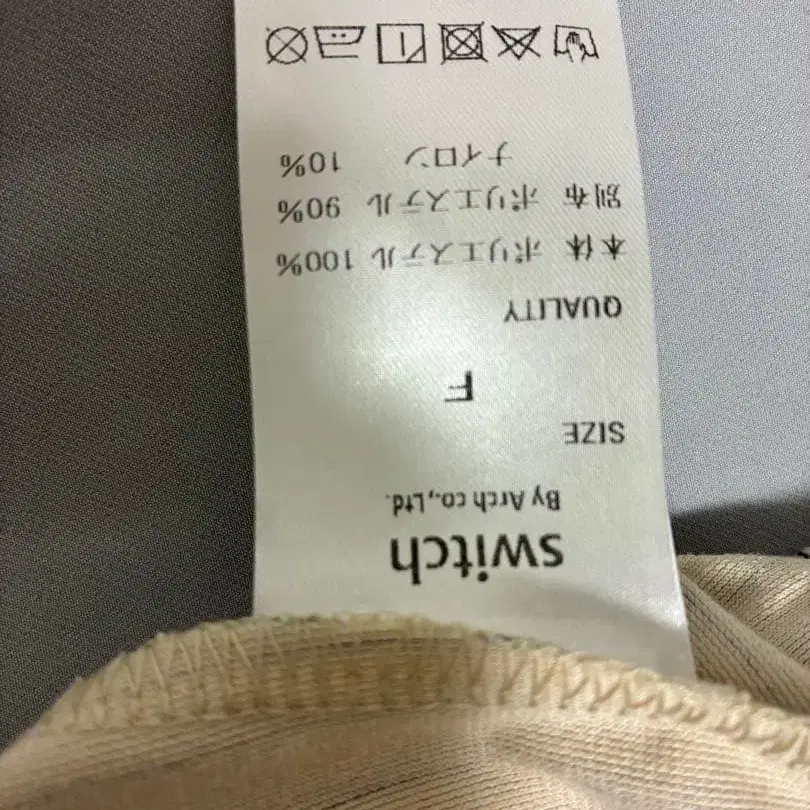 switch
By Arch co.,Ltd.
SIZE
F
QUALITY
本体 ポリエステル 100%
別布 ポリエステル 90%
ナイロン 10%